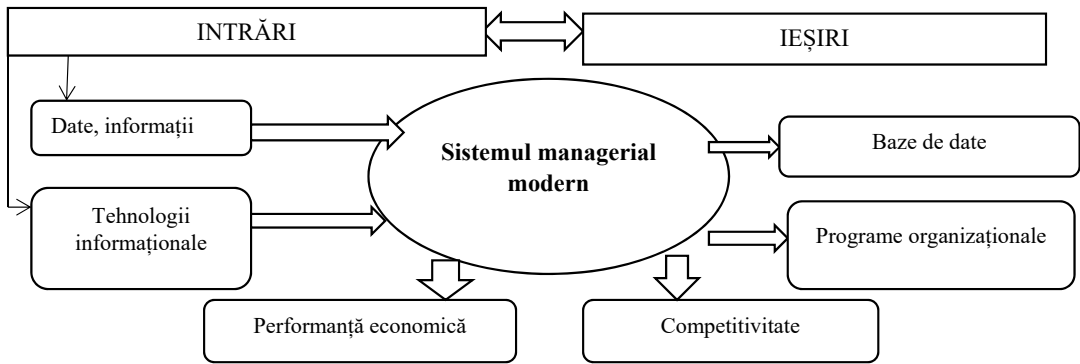 INTRĂRI
IEȘIRI
Date, informații
Sistemul managerial
modern
Baze de date
Tehnologii
informaționale
Programe organizaționale
Performanță economică
Competitivitate